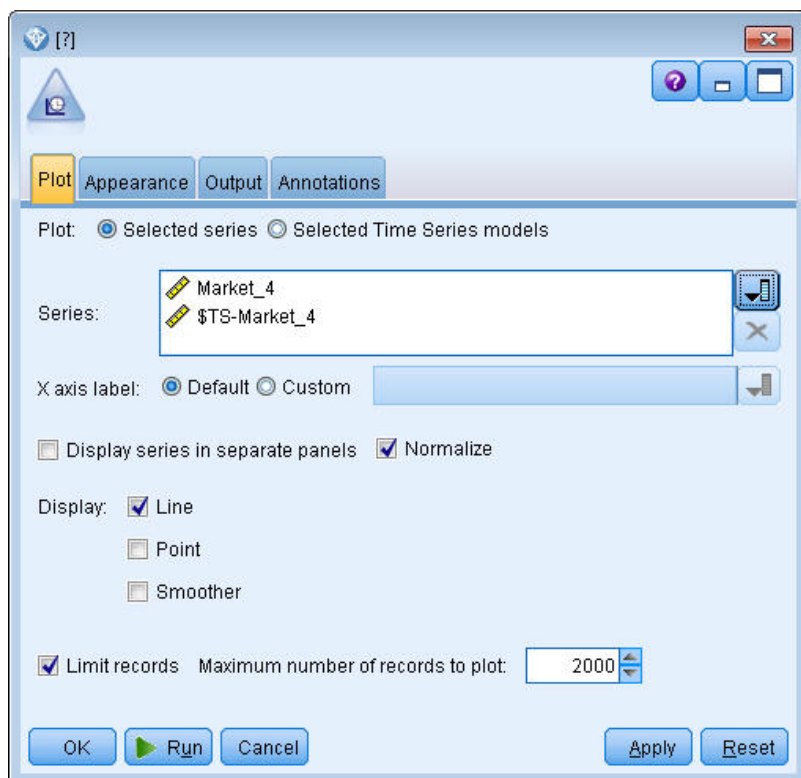 [?]
Plot Appearance Output Annotations
Plot: Selected series Selected Time Series models
Series:
Market_4
$TS-Market_4
X axis label: Default Custom
Display series in separate panels Normalize
Display: Line
Point
Smoother
Limit records Maximum number of records to plot: 2000
OK Run Cancel Apply Reset